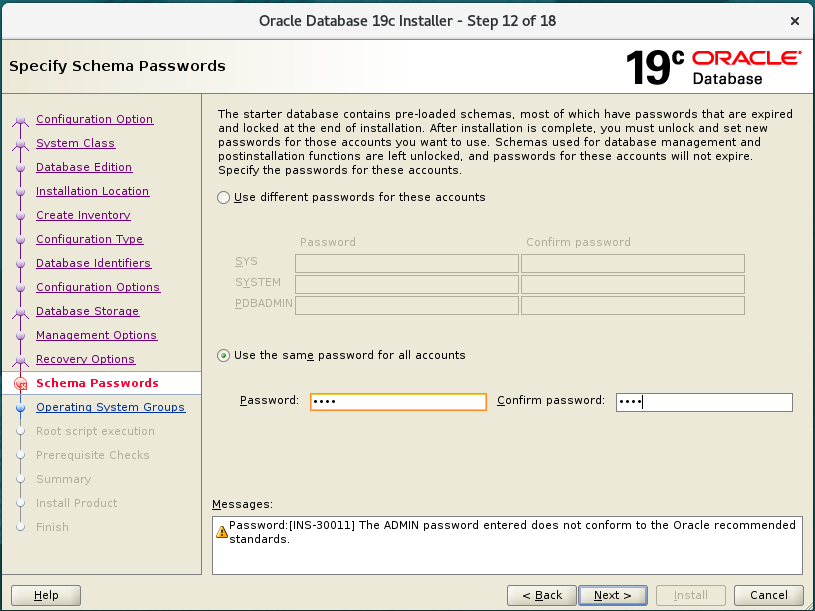 Oracle Database 19c Installer - Step 12 of 18
×
Specify Schema Passwords
19c ORACLE
Database
Configuration Option
System Class
Database Edition
Installation Location
Create Inventory
Configuration Type
Database Identifiers
Configuration Options
Database Storage
Management Options
Recovery Options
Schema Passwords
Operating System Groups
Root script execution
Prerequisite Checks
Summary
Install Product
Finish
The starter database contains pre-loaded schemas, most of which have passwords that are expired
and locked at the end of installation. After installation is complete, you must unlock and set new
passwords for those accounts you want to use. Schemas used for database management and
postinstallation functions are left unlocked, and passwords for these accounts will not expire.
Specify the passwords for these accounts.
Use different passwords for these accounts
Password Confirm password
SYS
SYSTEM
PDBADMIN
Use the same password for all accounts
Password: •••• Confirm password: ••••
Messages:
Password:[INS-30011] The ADMIN password entered does not conform to the Oracle recommended
standards.
Help < Back Next > Install Cancel